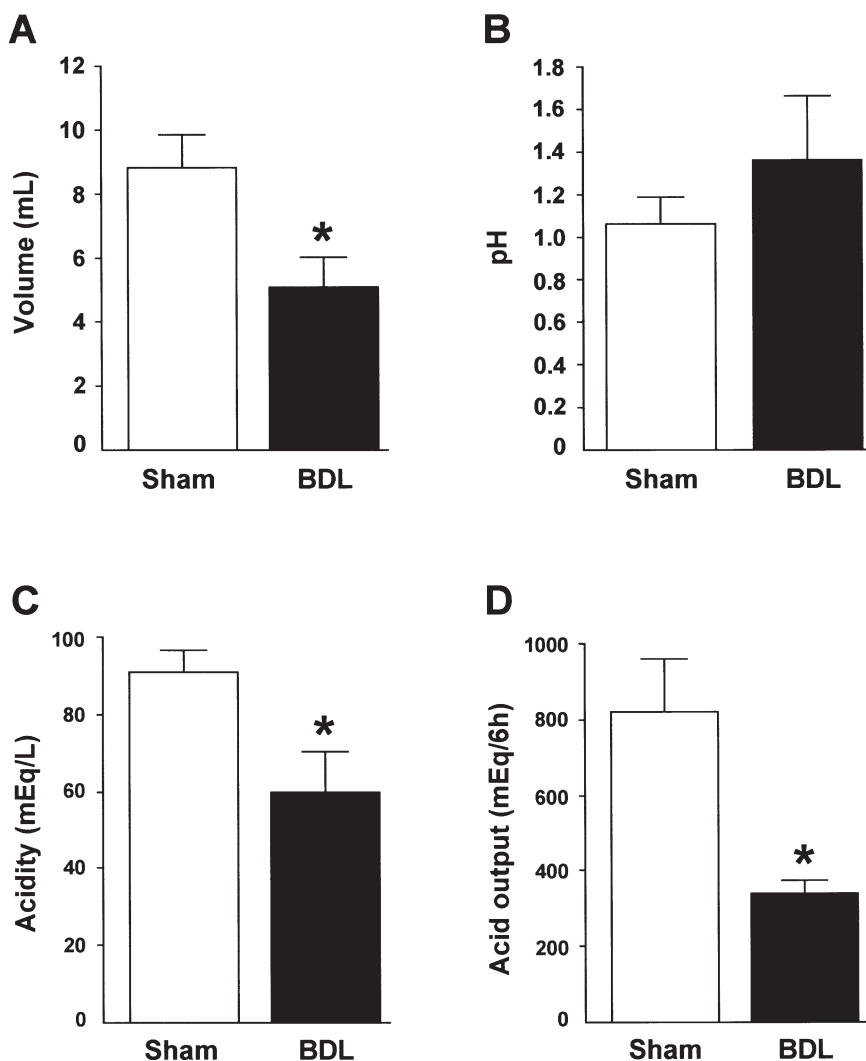 A
Volume (mL)
12
10
8
6
4
2
0
*
Sham BDL
B
pH
1.8
1.6
1.4
1.2
1.0
0.8
0.6
0.4
0.2
0
Sham BDL
C
Acidity (mEq/L)
100
80
60
40
20
0
*
Sham BDL
D
Acid output (mEq/6h)
1000
800
600
400
200
0
*
Sham BDL